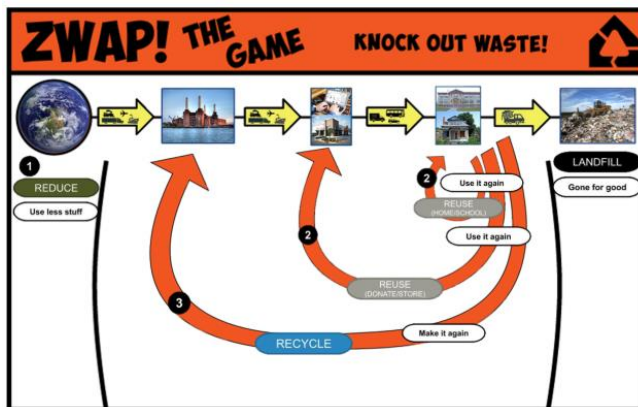 ZWAP! THE GAME KNOCK OUT WASTE!
1
REDUCE
Use less stuff
LANDFILL
Gone for good
2
Use it again
REUSE
(HOME/SCHOOL)
Use it again
2
REUSE
(DONATE/STORE)
3
Make it again
RECYCLE